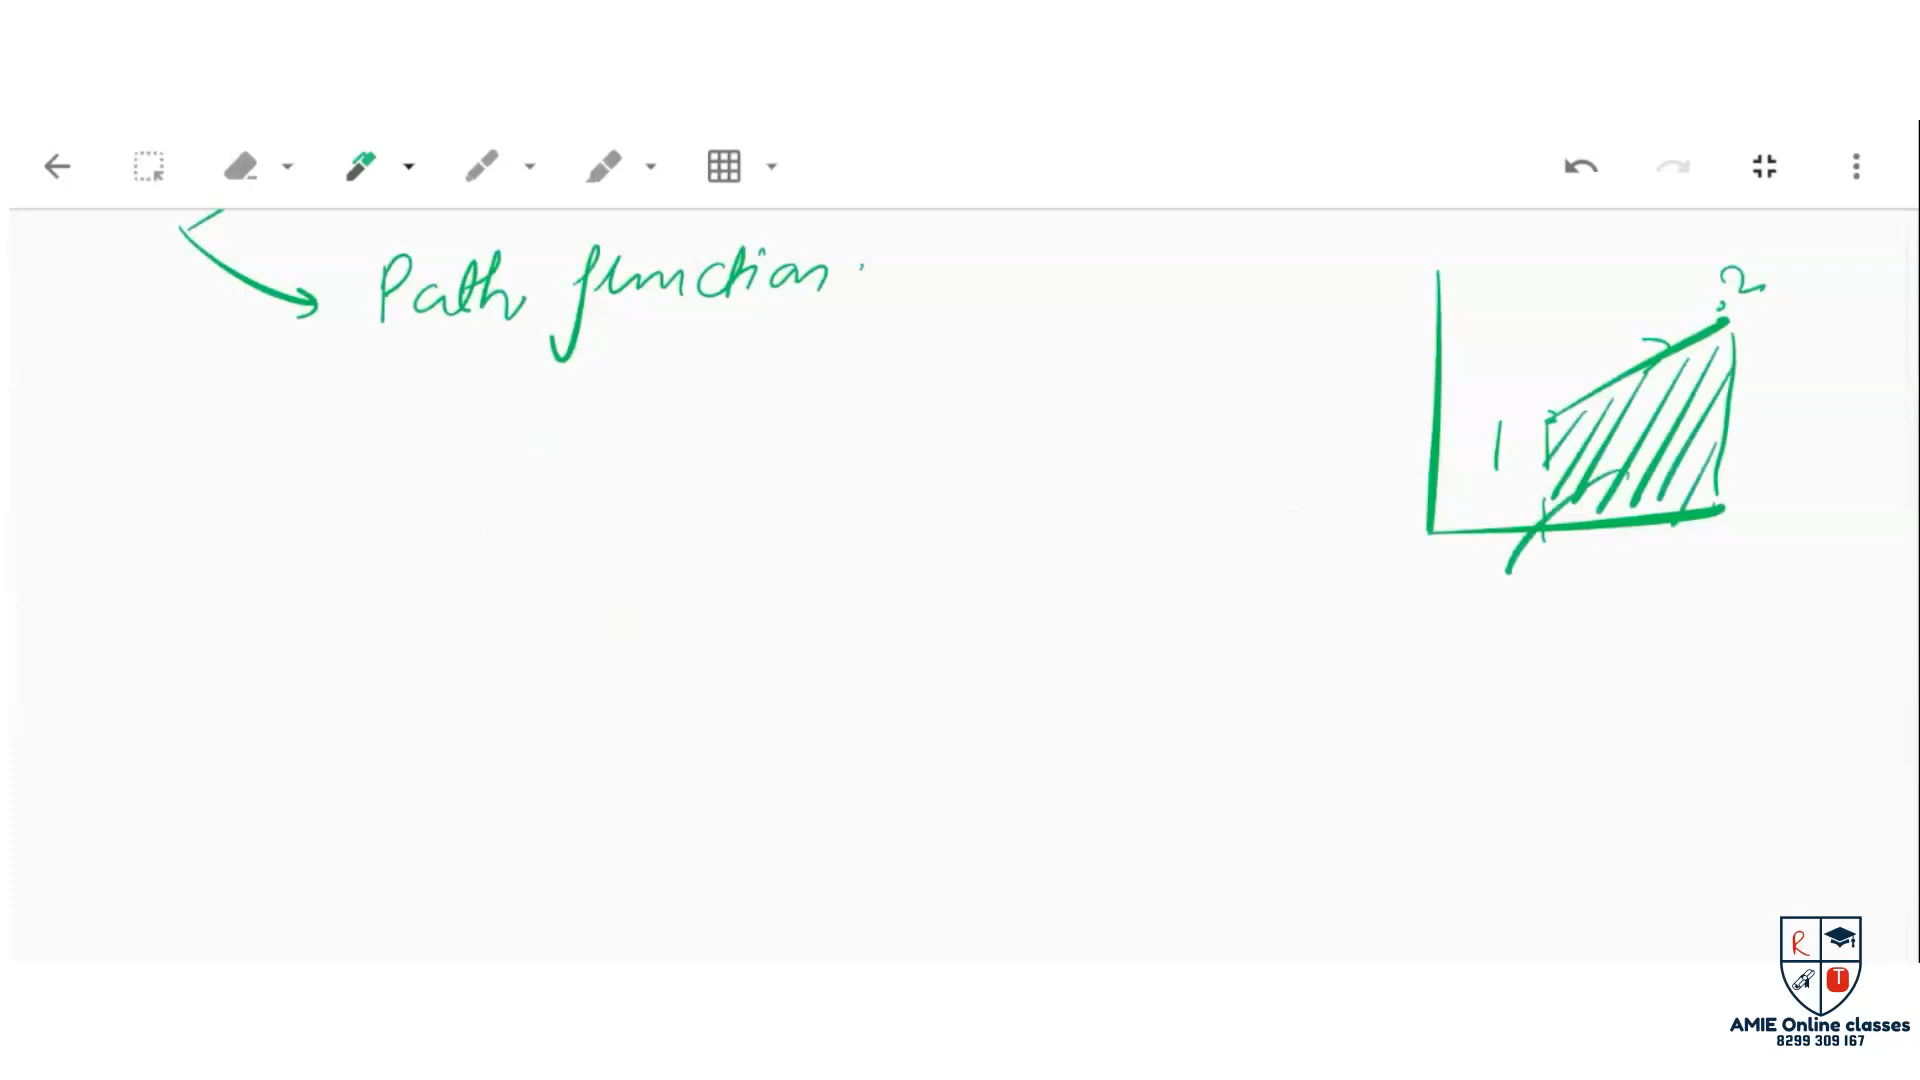 Path function.
2
1
R
T
AMIE Online classes
8299 309 167